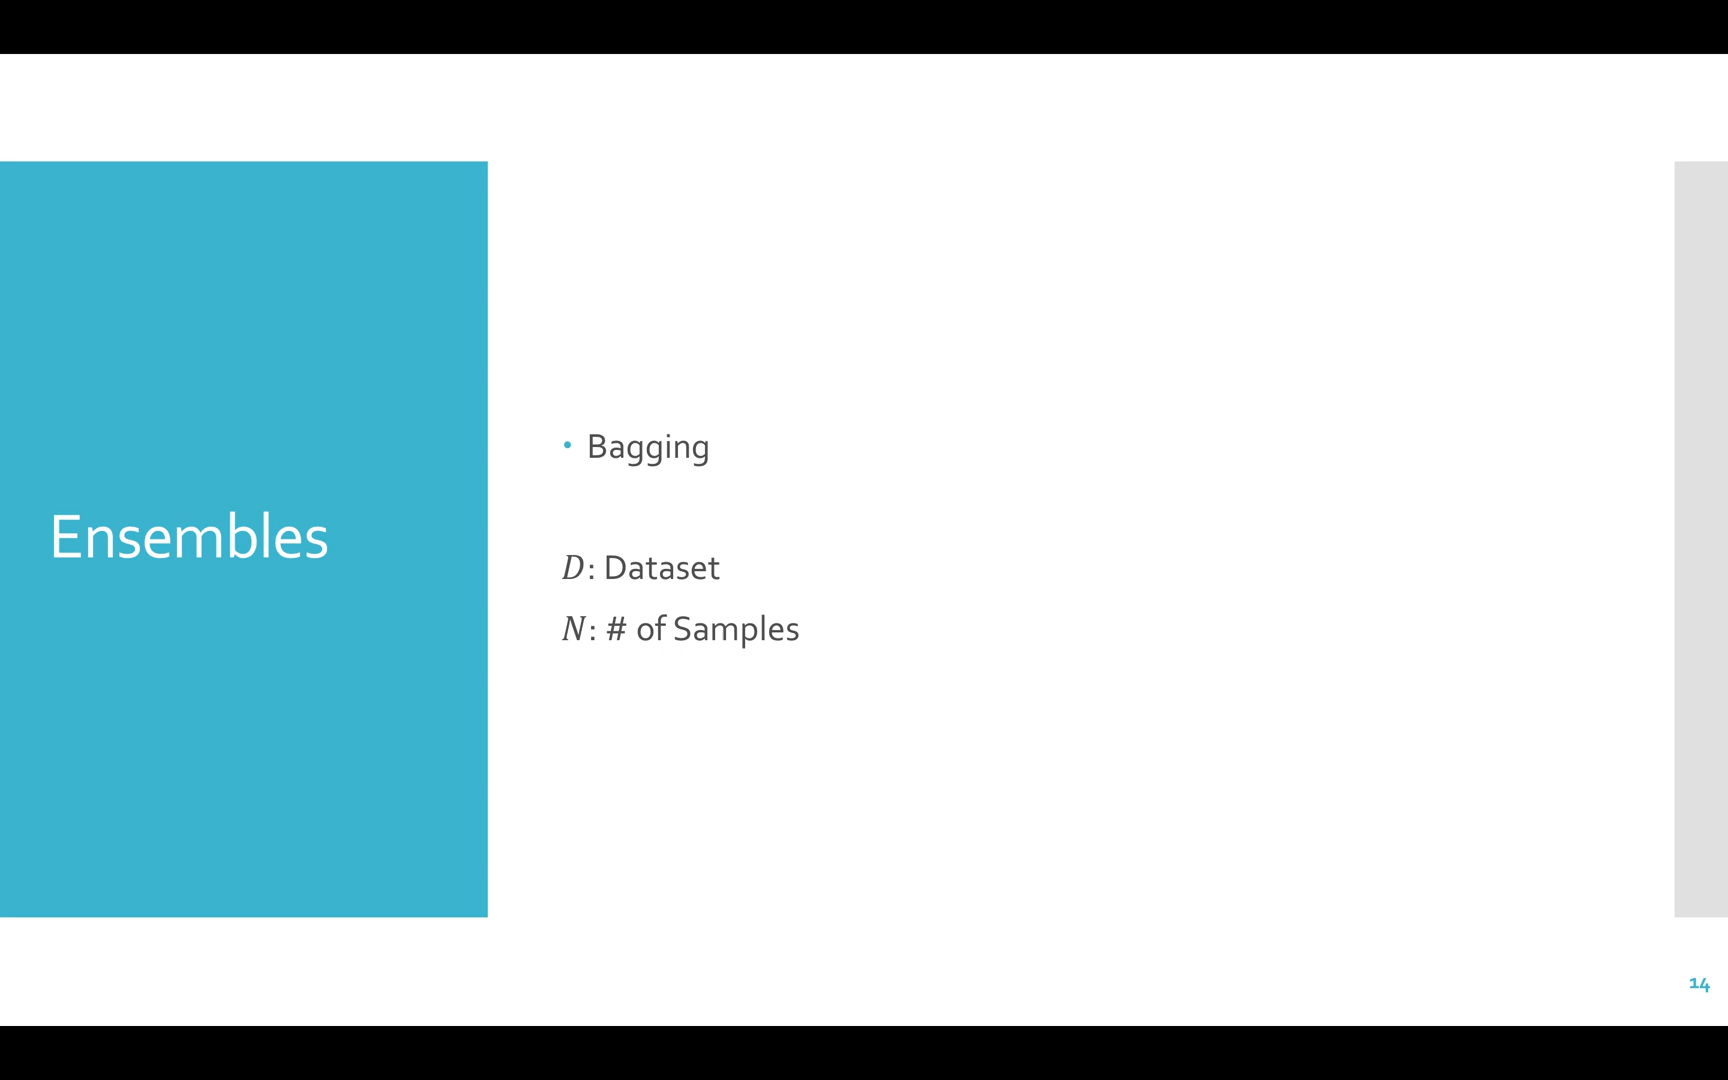 Ensembles
• Bagging
D: Dataset
N: # of Samples
14